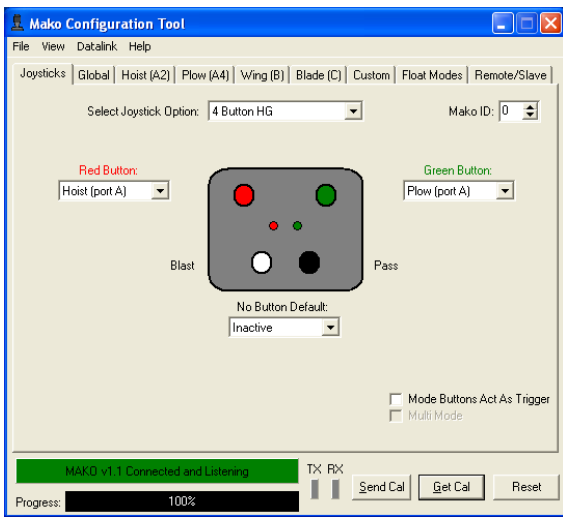 Mako Configuration Tool
File View Datalink Help
Joysticks Global Hoist (A2) Plow (A4) Wing (B) Blade (C) Custom Float Modes Remote/Slave
Select Joystick Option: 4 Button HG Mako ID: 0
Red Button: Green Button:
Hoist (port A) Plow (port A)
Blast Pass
No Button Default:
Inactive
Mode Buttons Act As Trigger
Multi Mode
MAKO v1.1 Connected and Listening TX RX
Send Cal Get Cal Reset
Progress: 100%